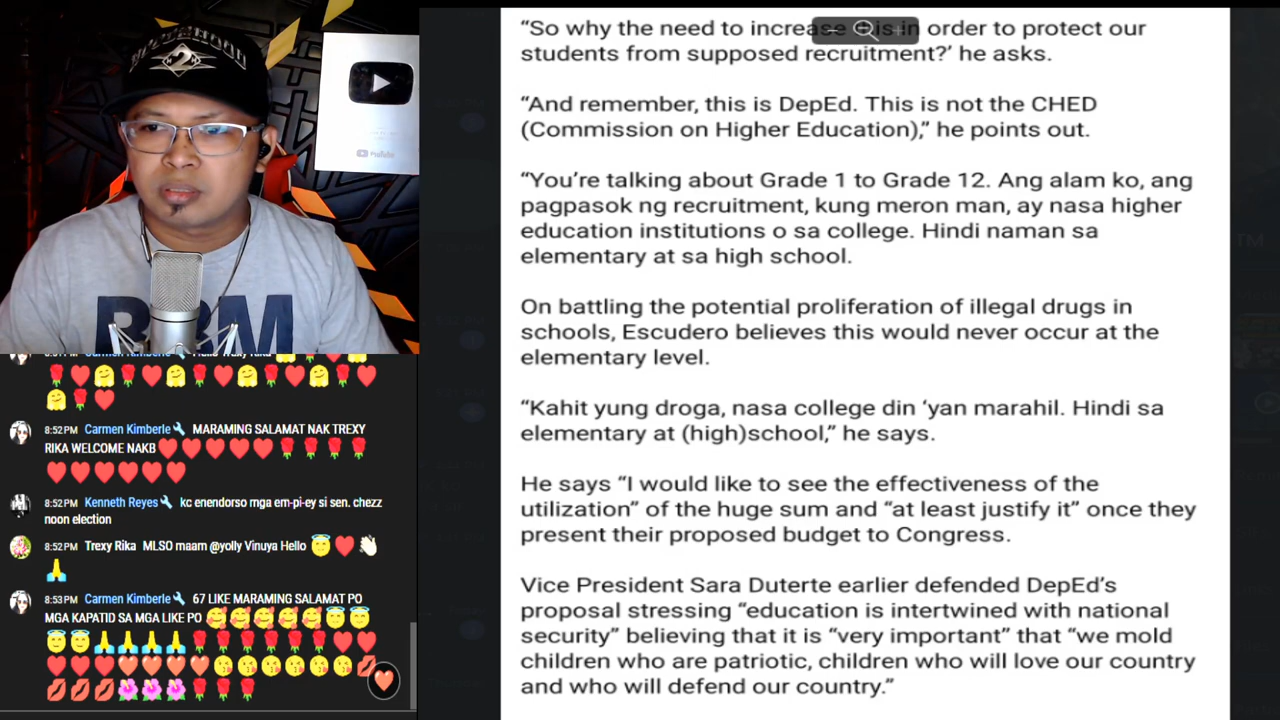 “So why the need to increase this in order to protect our
students from supposed recruitment?’ he asks.
“And remember, this is DepEd. This is not the CHED
(Commission on Higher Education),” he points out.
“You’re talking about Grade 1 to Grade 12. Ang alam ko, ang
pagpasok ng recruitment, kung meron man, ay nasa higher
education institutions o sa college. Hindi naman sa
elementary at sa high school.
On battling the potential proliferation of illegal drugs in
schools, Escudero believes this would never occur at the
elementary level.
“Kahit yung droga, nasa college din ‘yan marahil. Hindi sa
elementary at (high)school,” he says.
He says “I would like to see the effectiveness of the
utilization” of the huge sum and “at least justify it” once they
present their proposed budget to Congress.
Vice President Sara Duterte earlier defended DepEd’s
proposal stressing “education is intertwined with national
security” believing that it is “very important” that “we mold
children who are patriotic, children who will love our country
and who will defend our country.”
YouTube
BBM
8:51PM Carmen Kimberle Hello Trexy Rika 🤗🌹❤️🤗
🌹❤️🤗🌹❤️🤗🌹❤️🤗🌹❤️🤗🌹❤️
🤗🌹❤️
8:52PM Carmen Kimberle🔧 MARAMING SALAMAT NAK TREXY
RIKA WELCOME NAKB❤️❤️❤️❤️❤️🌹🌹🌹🌹
❤️❤️❤️❤️❤️❤️
8:52PM Kenneth Reyes🔧 kc enendorso mga em-pi-ey si sen. chezz
noon election
8:52PM Trexy Rika MLSO maam @yolly Vinuya Hello 😇❤️👏🏻
🙏
8:53PM Carmen Kimberle🔧 67 LIKE MARAMING SALAMAT PO
MGA KAPATID SA MGA LIKE PO 🥰🥰🥰🥰🥰😇😇
😇😇🙏🙏🙏🙏🌹🌹🌹🌹🌹🌹❤️❤️
❤️❤️❤️🧡🧡🧡🧡😘😘😘😘😘😘💋
💋💋💋🌺🌺🌺🌹🌹🌹